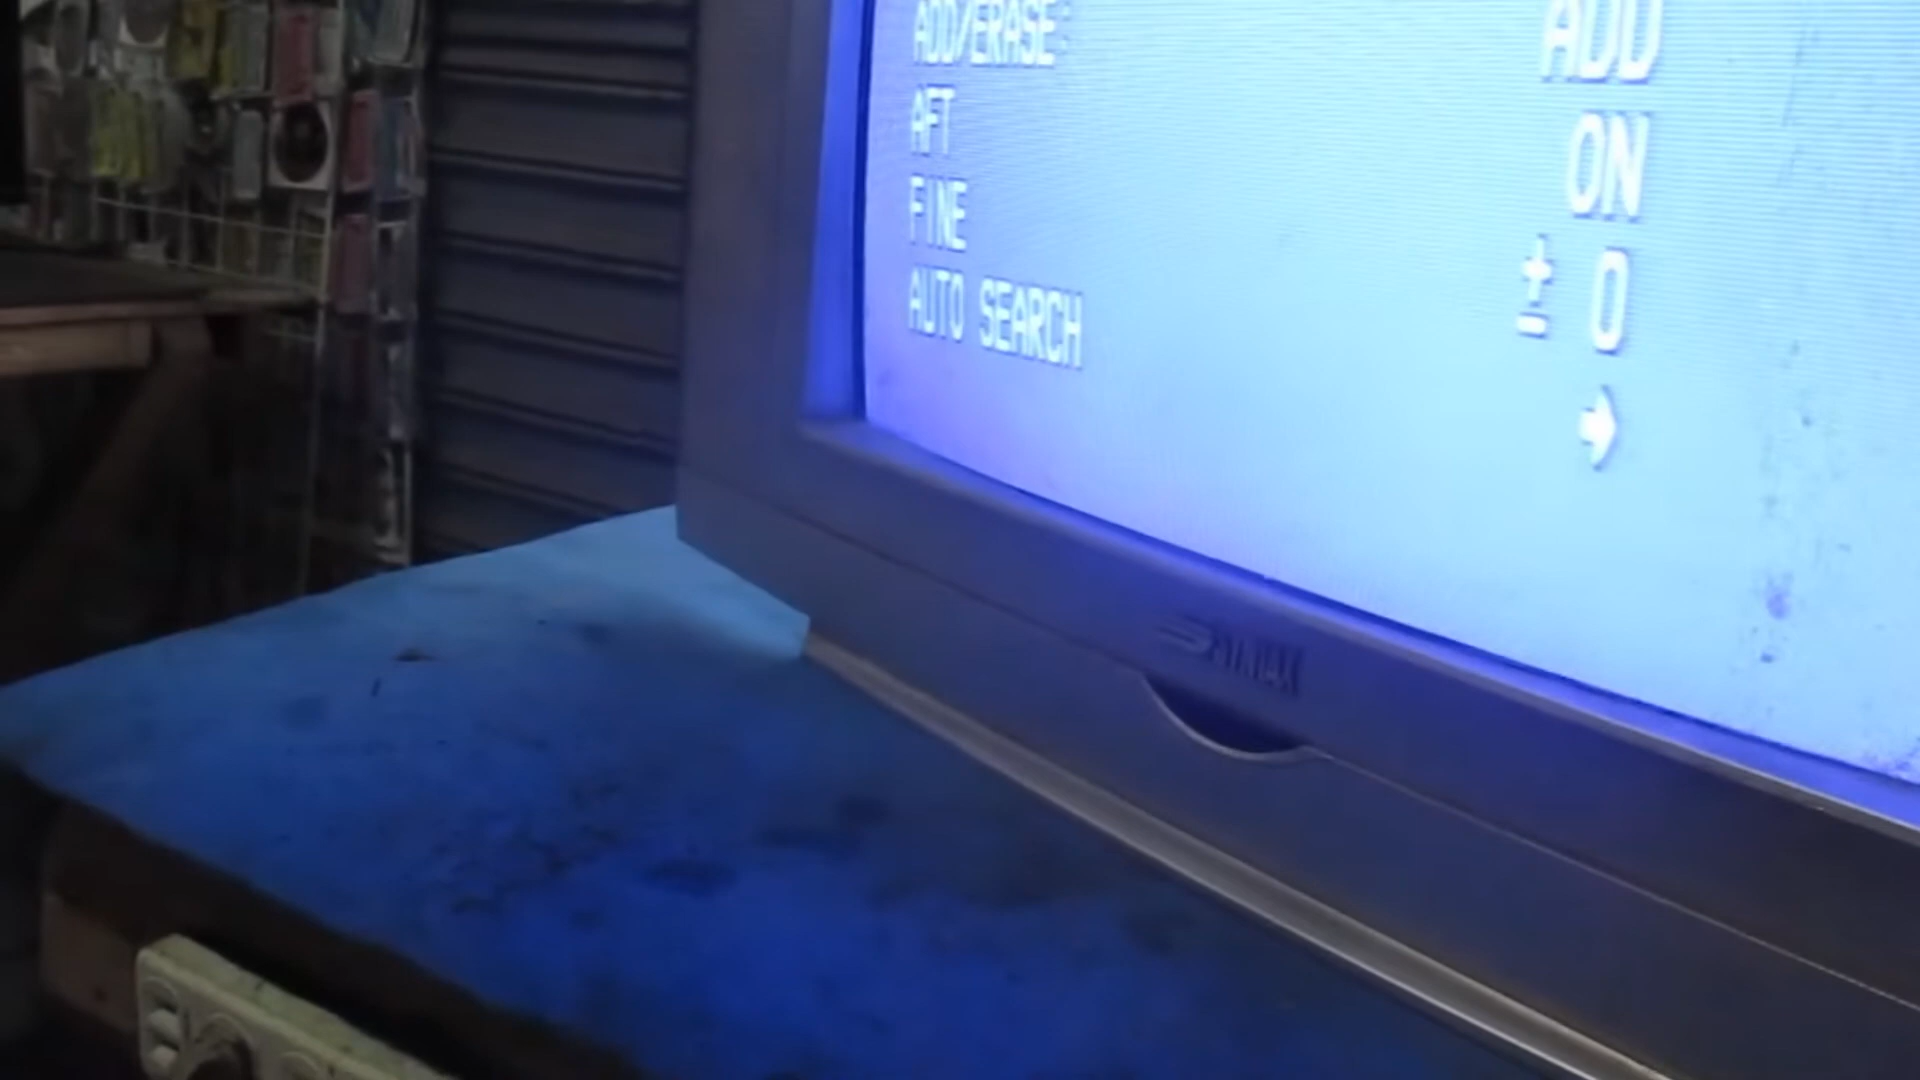 ADD/ERASE: ADD
AFT ON
FINE ± 0
AUTO SEARCH